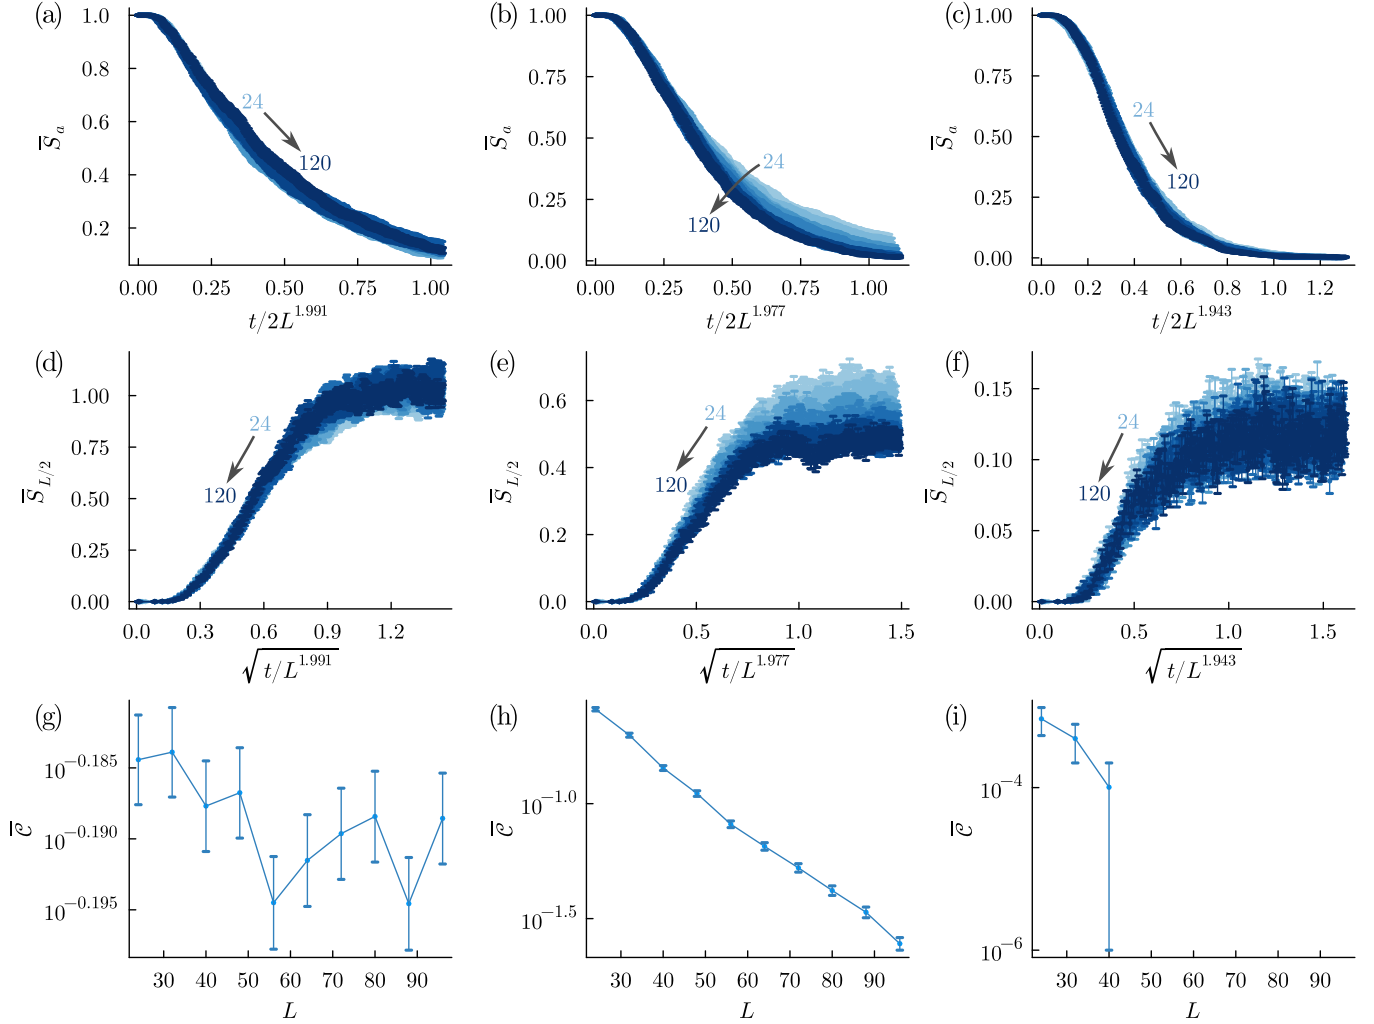 (a)
1.0
0.8
0.6
0.4
0.2
S̅ₐ
24
120
0.00 0.25 0.50 0.75 1.00
t/2L^1.991
(b)
1.00
0.75
0.50
0.25
0.00
S̅ₐ
24
120
0.00 0.25 0.50 0.75 1.00
t/2L^1.977
(c)
1.00
0.75
0.50
0.25
0.00
S̅ₐ
24
120
0.0 0.2 0.4 0.6 0.8 1.0 1.2
t/2L^1.943
(d)
1.00
0.75
0.50
0.25
0.00
S̅_{L/2}
24
120
0.0 0.3 0.6 0.9 1.2
√(t/L^1.991)
(e)
0.6
0.4
0.2
0.0
S̅_{L/2}
24
120
0.0 0.5 1.0 1.5
√(t/L^1.977)
(f)
0.15
0.10
0.05
0.00
S̅_{L/2}
24
120
0.0 0.5 1.0 1.5
√(t/L^1.943)
(g)
10^−0.185
10^−0.190
10^−0.195
𝒞̅
30 40 50 60 70 80 90
L
(h)
10^−1.0
10^−1.5
𝒞̅
30 40 50 60 70 80 90
L
(i)
10^−4
10^−6
𝒞̅
30 40 50 60 70 80 90
L